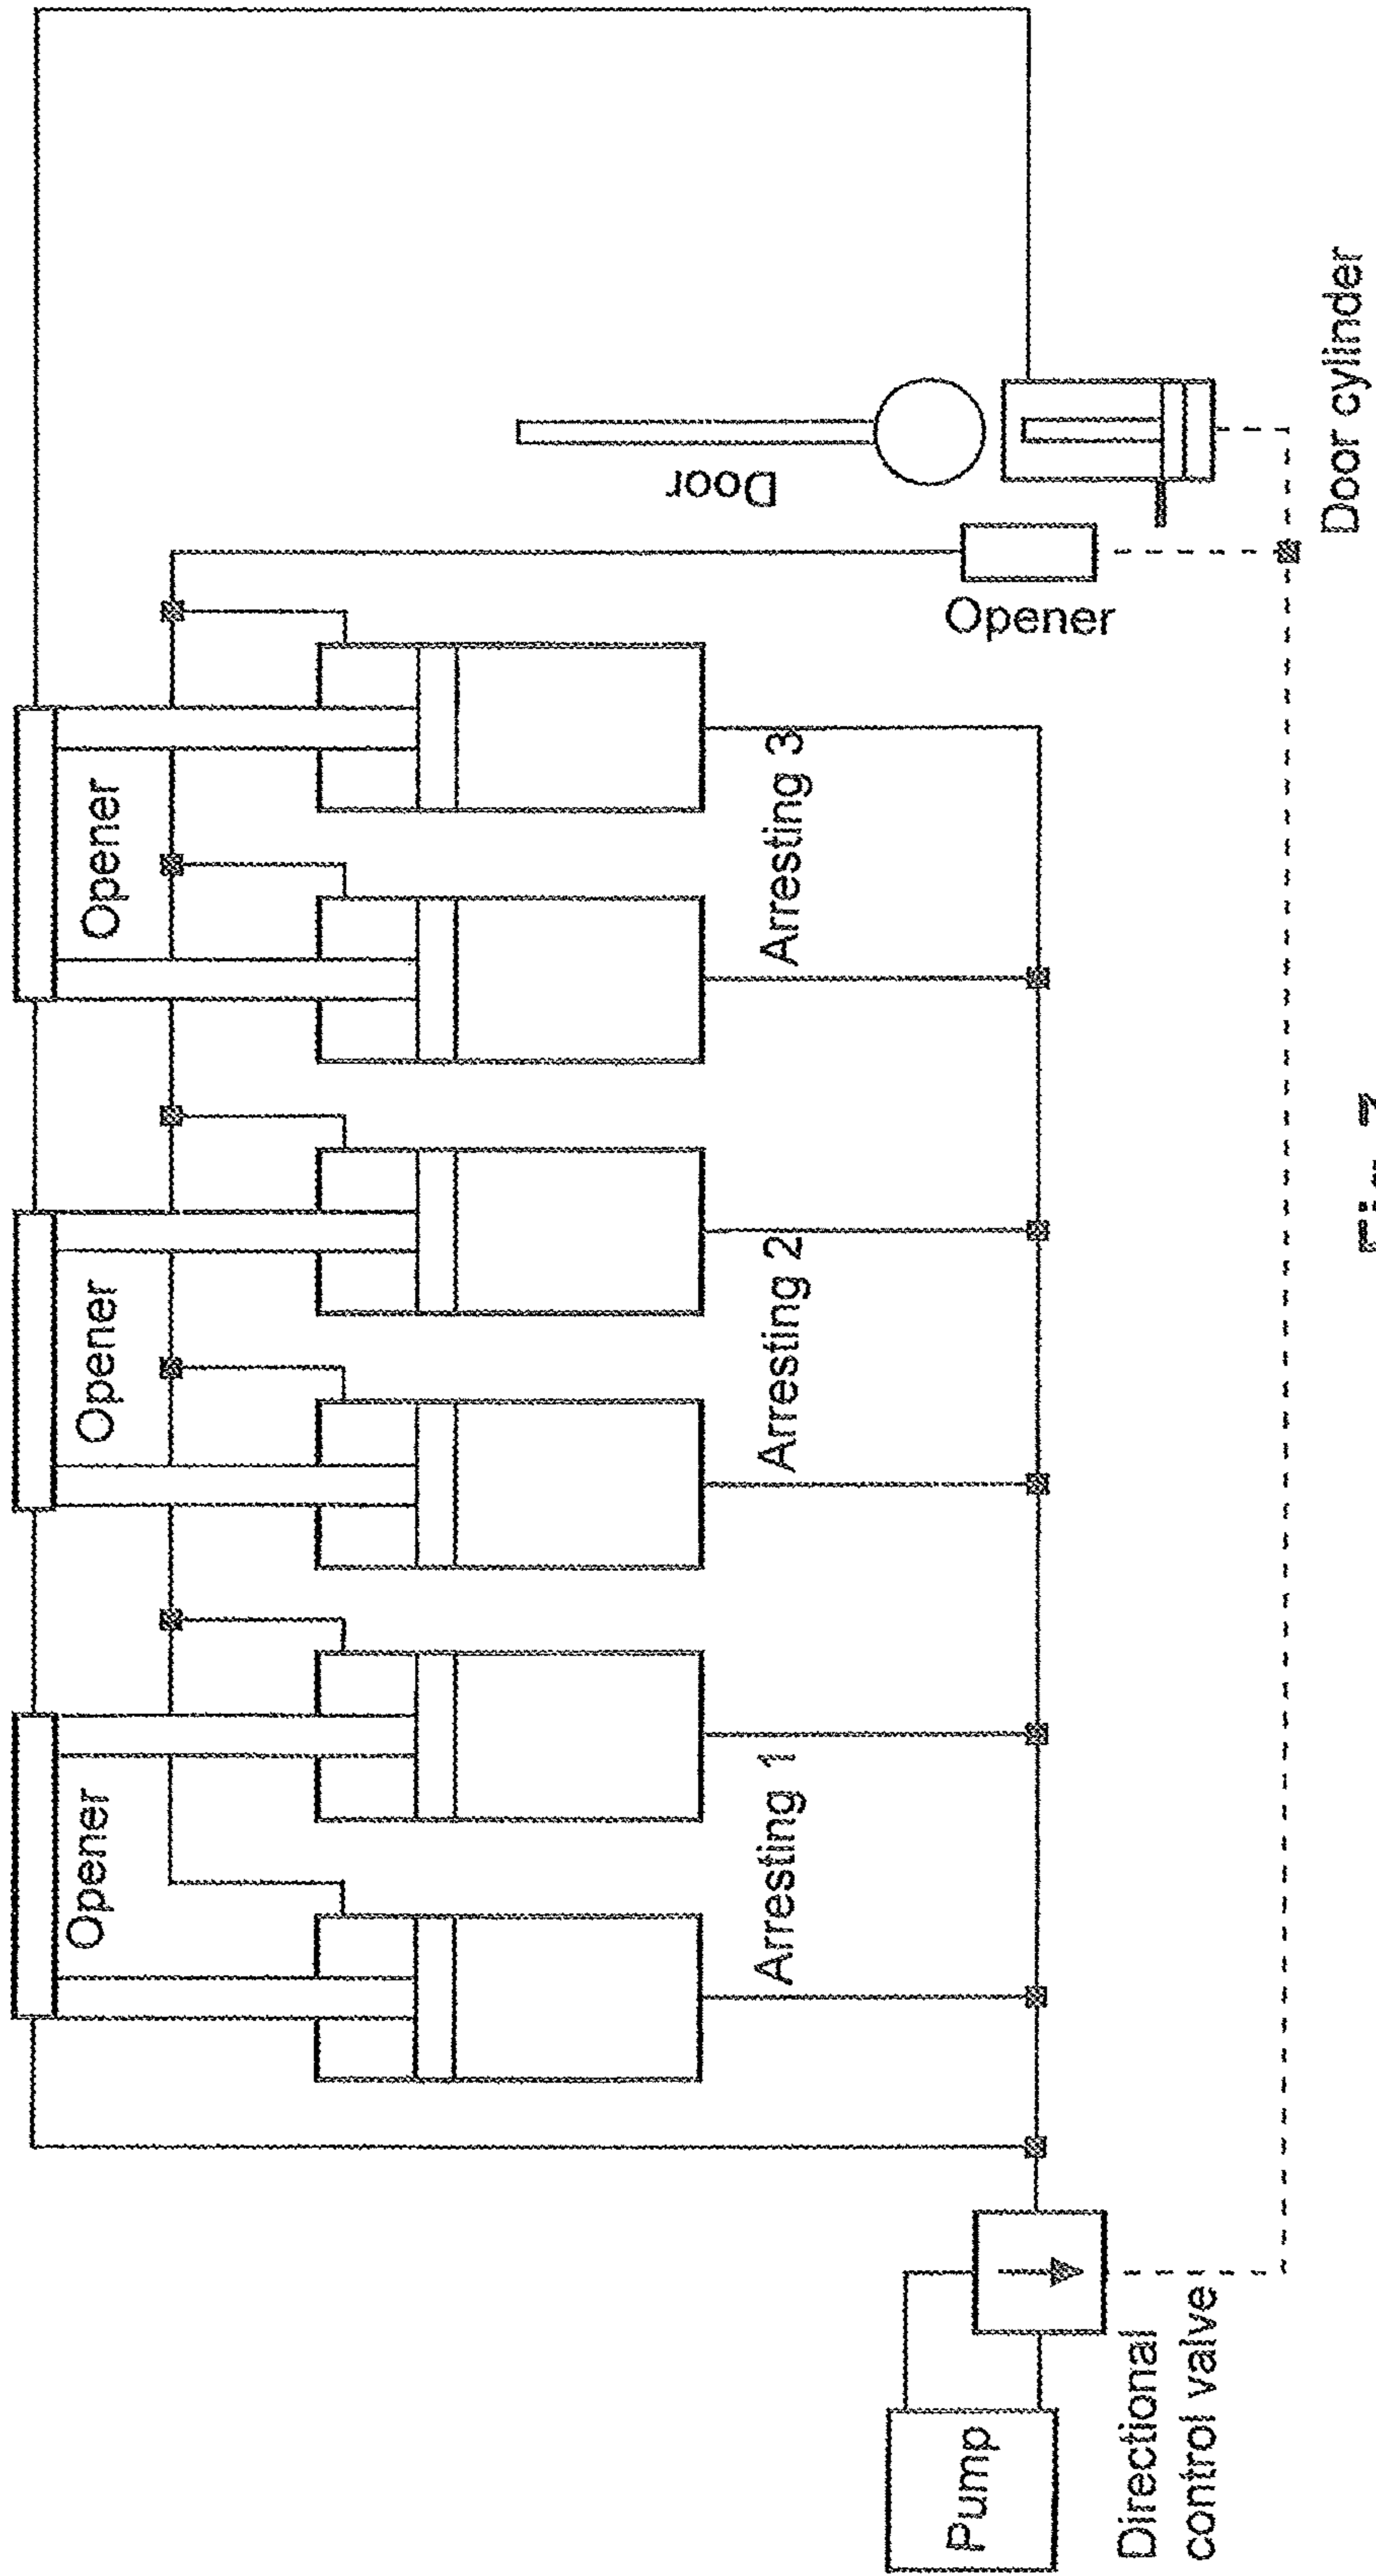 Opener
Opener
Opener
Door
Opener
Arresting 1
Arresting 2
Arresting 3
Pump
Directional
control valve
Door cylinder